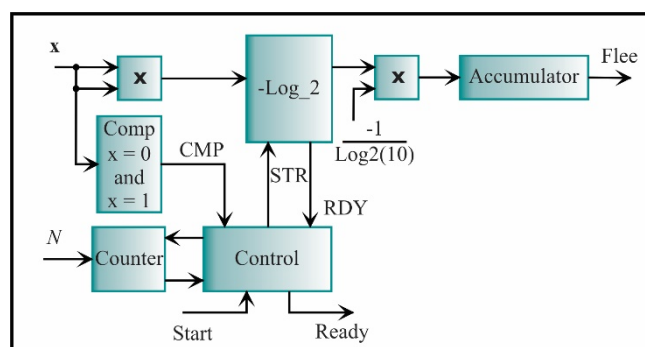 x
x
-Log_2
x
Accumulator
Flee
-1
Log2(10)
Comp
x = 0
and
x = 1
CMP
STR
RDY
N
Counter
Control
Start
Ready